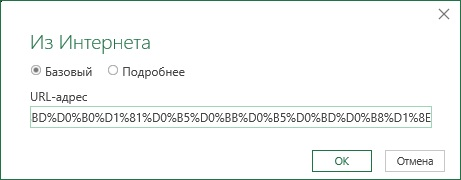 Из Интернета
Базовый Подробнее
URL-адрес
BD%D0%B0%D1%81%D0%B5%D0%BB%D0%B5%D0%BD%D0%B8%D1%8E
ОК Отмена